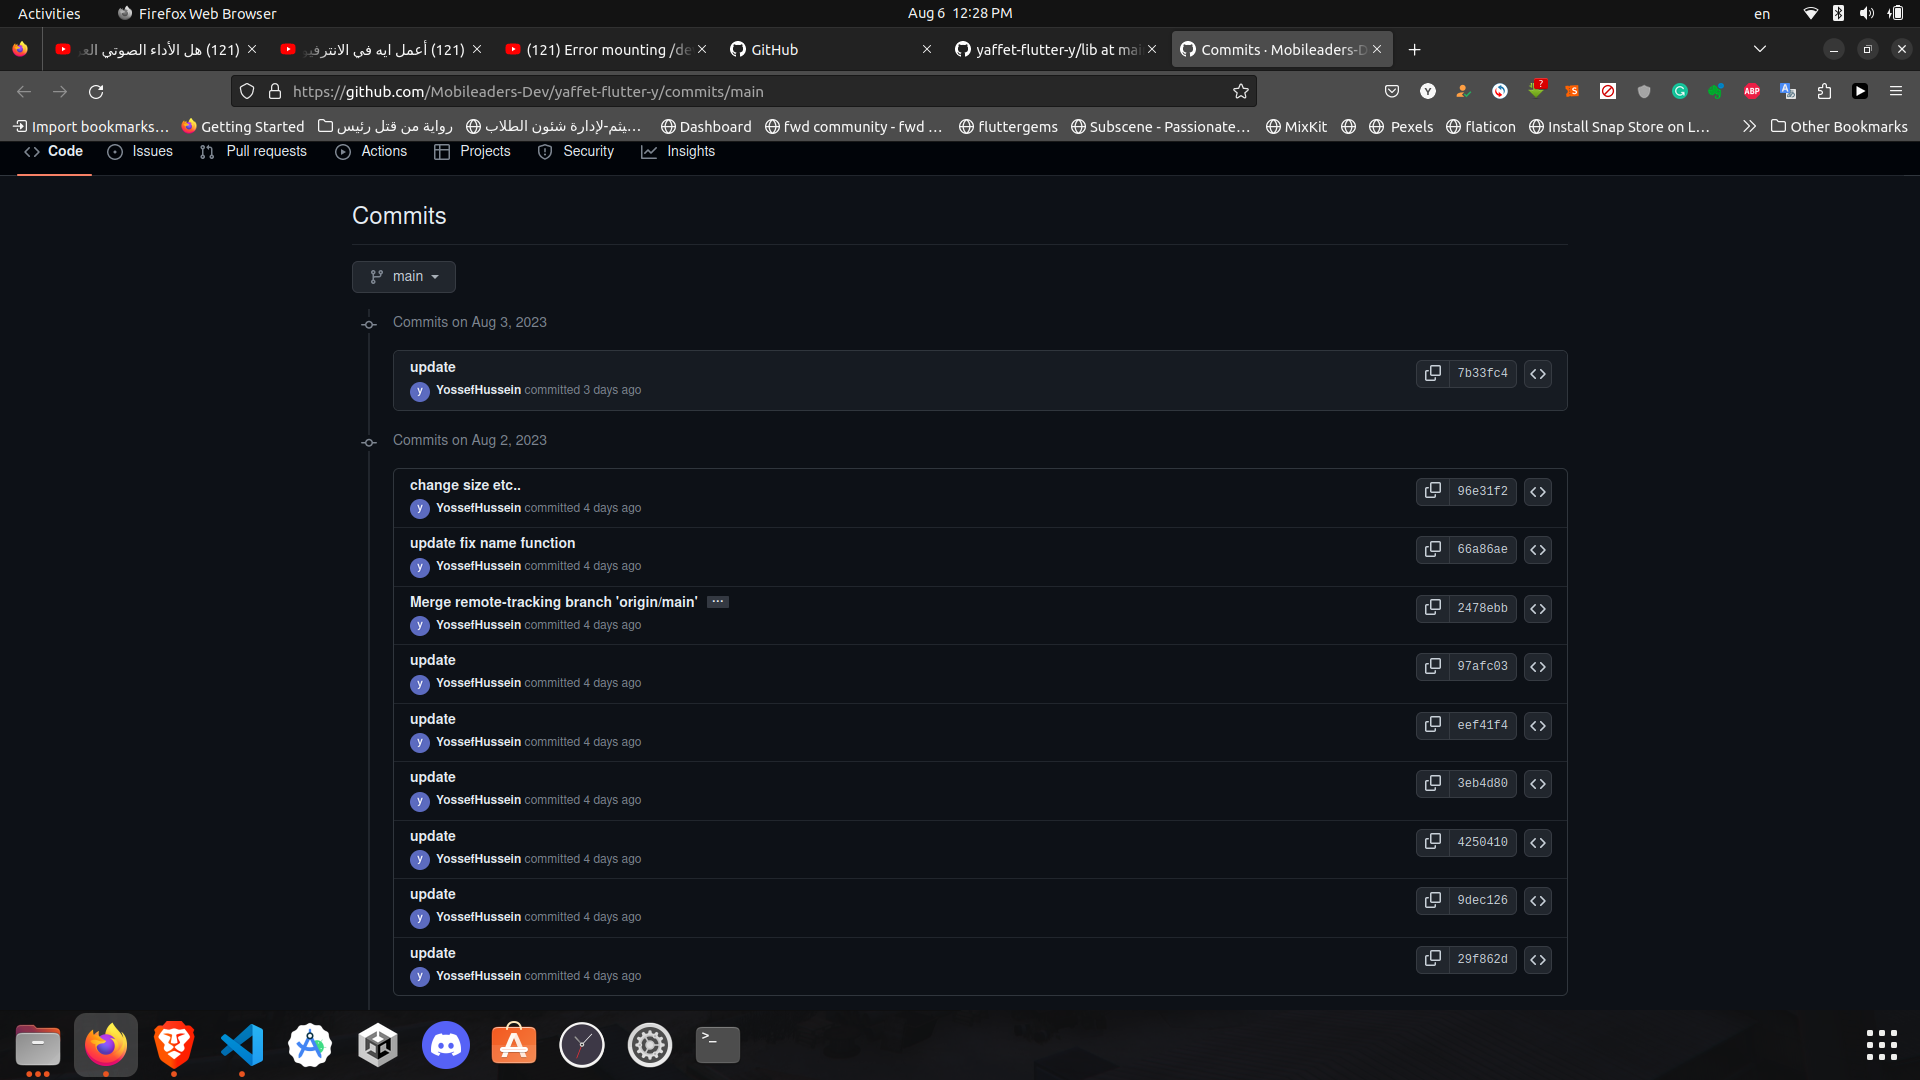 Activities Firefox Web Browser Aug 6 12:28 PM en
(121) هل الأداء الصوتي (121) أعمل ايه في الانترفيو (121) Error mounting /de GitHub yaffet-flutter-y/lib at mai Commits · Mobileaders-D
https://github.com/Mobileaders-Dev/yaffet-flutter-y/commits/main
Import bookmarks... Getting Started رواية من قتل رئيس ...يثم-لإدارة شئون الطلاب Dashboard fwd community - fwd ... fluttergems Subscene - Passionate... MixKit Pexels flaticon Install Snap Store on L... Other Bookmarks
Code Issues Pull requests Actions Projects Security Insights
Commits
main
Commits on Aug 3, 2023
update
7b33fc4
y YossefHussein committed 3 days ago
Commits on Aug 2, 2023
change size etc..
96e31f2
y YossefHussein committed 4 days ago
update fix name function
66a86ae
y YossefHussein committed 4 days ago
Merge remote-tracking branch 'origin/main' ...
2478ebb
y YossefHussein committed 4 days ago
update
97afc03
y YossefHussein committed 4 days ago
update
eef41f4
y YossefHussein committed 4 days ago
update
3eb4d80
y YossefHussein committed 4 days ago
update
4250410
y YossefHussein committed 4 days ago
update
9dec126
y YossefHussein committed 4 days ago
update
29f862d
y YossefHussein committed 4 days ago